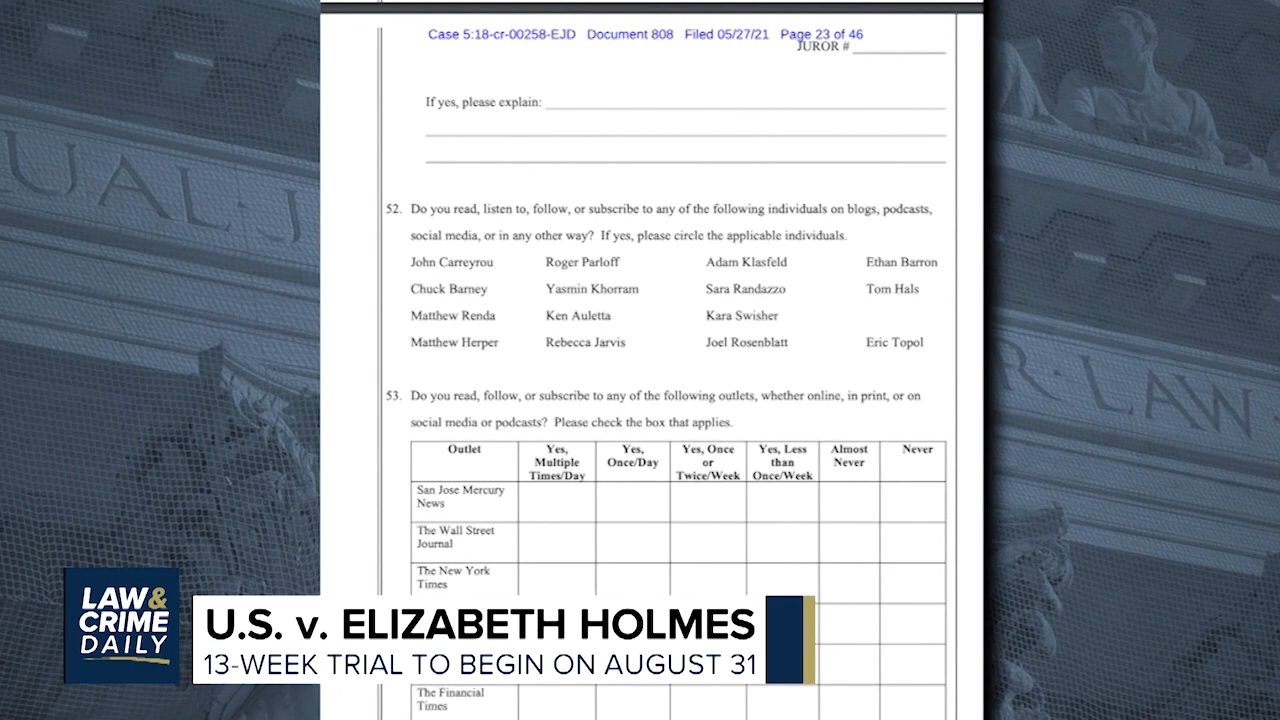 Case 5:18-cr-00258-EJD Document 808 Filed 05/27/21 Page 23 of 46
JUROR #
If yes, please explain:
52. Do you read, listen to, follow, or subscribe to any of the following individuals on blogs, podcasts,
social media, or in any other way? If yes, please circle the applicable individuals.
John Carreyrou Roger Parloff Adam Klasfeld Ethan Barron
Chuck Barney Yasmin Khorram Sara Randazzo Tom Hals
Matthew Renda Ken Auletta Kara Swisher
Matthew Herper Rebecca Jarvis Joel Rosenblatt Eric Topol
53. Do you read, follow, or subscribe to any of the following outlets, whether online, in print, or on
social media or podcasts? Please check the box that applies.
Outlet Yes, Yes, Yes, Once Yes, Less Almost Never
Multiple Once/Day or than Never
Times/Day Twice/Week Once/Week
San Jose Mercury
News
The Wall Street
Journal
The New York
Times
The Financial
Times
LAW&
CRIME
DAILY
U.S. v. ELIZABETH HOLMES
13-WEEK TRIAL TO BEGIN ON AUGUST 31
QUAL · J
R · LAW